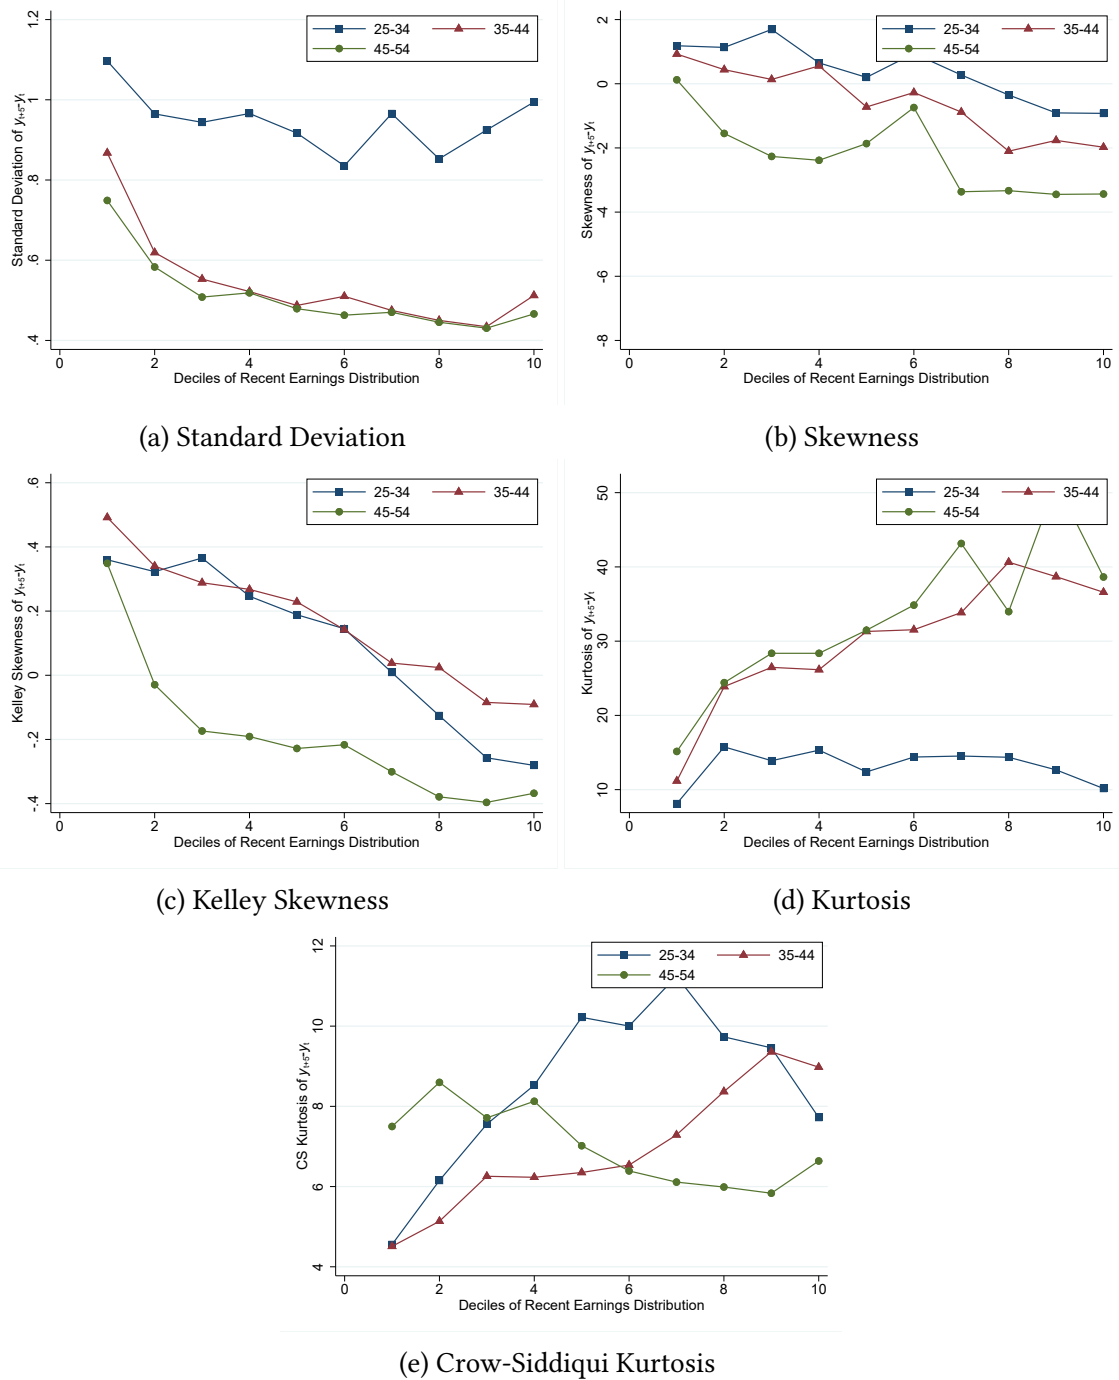 25-34 35-44
45-54
Standard Deviation of yt+5-yt
.4 .6 .8 1 1.2
0 2 4 6 8 10
Deciles of Recent Earnings Distribution
(a) Standard Deviation
25-34 35-44
45-54
Skewness of yt+5-yt
-8 -6 -4 -2 0 2
0 2 4 6 8 10
Deciles of Recent Earnings Distribution
(b) Skewness
25-34 35-44
45-54
Kelley Skewness of yt+5-yt
-.4 -.2 0 .2 .4 .6
0 2 4 6 8 10
Deciles of Recent Earnings Distribution
(c) Kelley Skewness
25-34 35-44
45-54
Kurtosis of yt+5-yt
10 20 30 40 50
0 2 4 6 8 10
Deciles of Recent Earnings Distribution
(d) Kurtosis
25-34 35-44
45-54
CS Kurtosis of yt+5-yt
4 6 8 10 12
0 2 4 6 8 10
Deciles of Recent Earnings Distribution
(e) Crow-Siddiqui Kurtosis